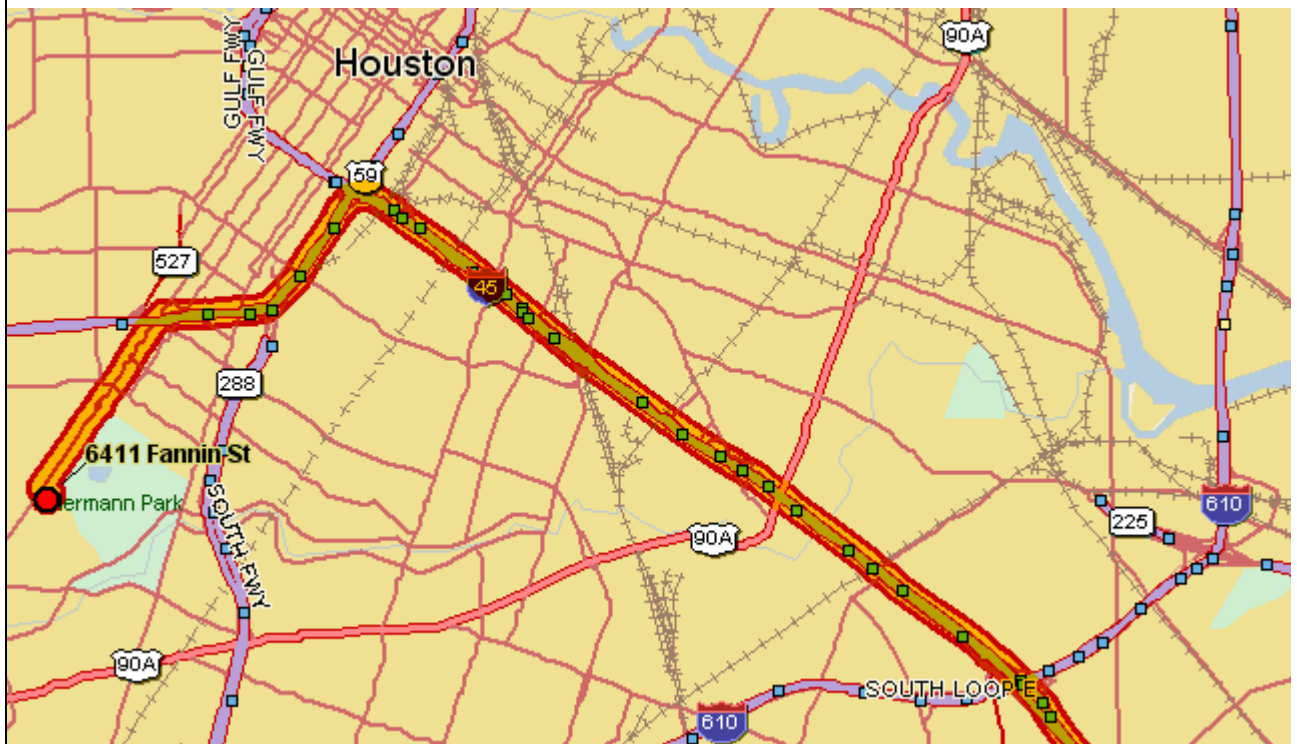 GULF FWY
GULF FWY
Houston
90A
59
527
45
288
6411 Fannin St
ermann Park
SOUTH FWY
610
225
90A
90A
SOUTH LOOP E
610